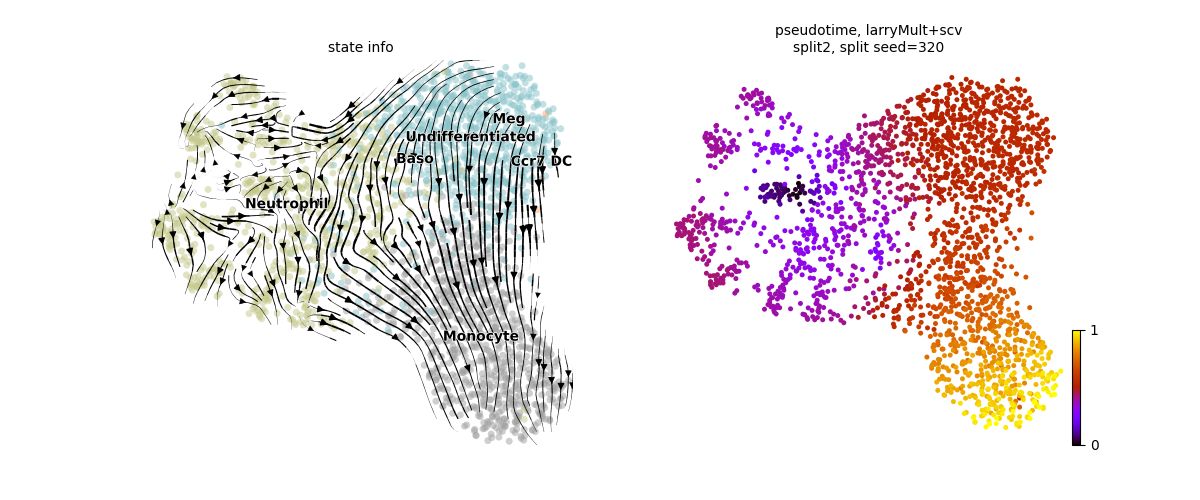 state info
Meg
Undifferentiated
Baso
Ccr7_DC
Neutrophil
Monocyte
pseudotime, larryMult+scv
split2, split seed=320
1
0